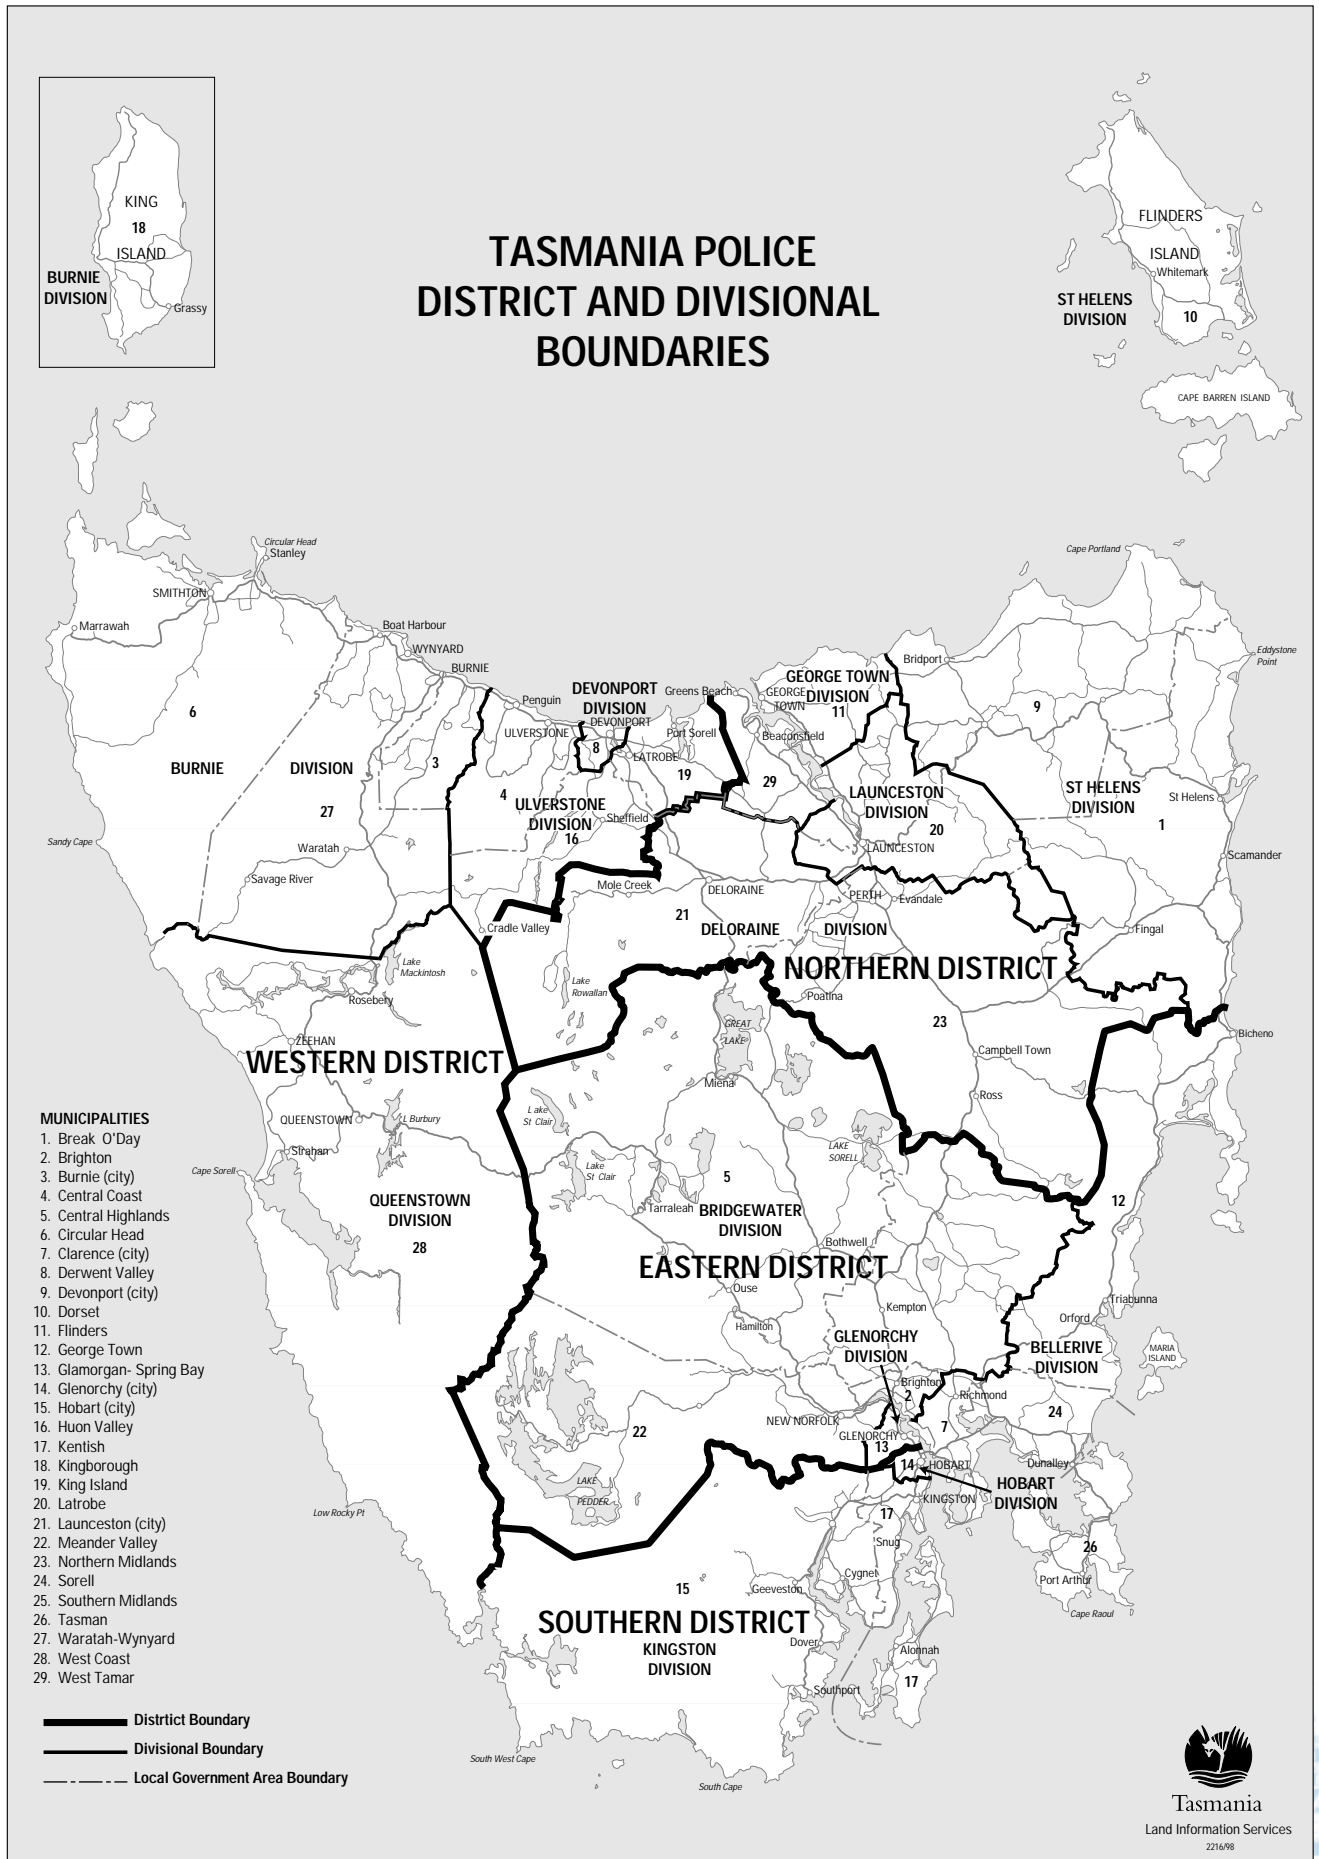 TASMANIA POLICE
DISTRICT AND DIVISIONAL
BOUNDARIES
KING
18
ISLAND
BURNIE
DIVISION
Grassy
FLINDERS
ISLAND
Whitemark
ST HELENS
DIVISION
10
CAPE BARREN ISLAND
Circular Head
Stanley
SMITHTON
Marrawah
Boat Harbour
WYNYARD
BURNIE
Penguin
ULVERSTONE
DEVONPORT
DIVISION
DEVONPORT
8
LATROBE
Port Sorell
Greens Beach
GEORGE
TOWN
GEORGE TOWN
DIVISION
11
Beaconsfield
Bridport
Cape Portland
Eddystone
Point
9
6
3
4
19
29
BURNIE
DIVISION
27
ULVERSTONE
DIVISION
16
Sheffield
LAUNCESTON
DIVISION
20
LAUNCESTON
ST HELENS
DIVISION
1
St Helens
Scamander
Sandy Cape
Waratah
Savage River
Mole Creek
DELORAINE
PERTH
Evandale
Cradle Valley
21
DELORAINE
DIVISION
Fingal
Lake
Mackintosh
Lake
Rowallan
NORTHERN DISTRICT
Rosebery
Poatina
23
GREAT
LAKE
Bicheno
ZEEHAN
WESTERN DISTRICT
Campbell Town
Miena
Ross
QUEENSTOWN
L Burbury
L ake
St Clair
Strahan
Cape Sorell
Lake
St Clair
LAKE
SORELL
5
12
QUEENSTOWN
DIVISION
28
Tarraleah
BRIDGEWATER
DIVISION
Bothwell
EASTERN DISTRICT
Ouse
Kempton
Hamilton
Triabunna
Orford
MARIA
ISLAND
GLENORCHY
DIVISION
BELLERIVE
DIVISION
Brighton
2
Richmond
24
NEW NORFOLK
7
GLENORCHY
13
22
14
HOBART
Dunalley
HOBART
DIVISION
LAKE
PEDDER
KINGSTON
17
Low Rocky Pt
Snug
26
Cygnet
Port Arthur
Geeveston
15
Cape Raoul
SOUTHERN DISTRICT
KINGSTON
DIVISION
Dover
Alonnah
17
Southport
South West Cape
South Cape
MUNICIPALITIES
1. Break O'Day
2. Brighton
3. Burnie (city)
4. Central Coast
5. Central Highlands
6. Circular Head
7. Clarence (city)
8. Derwent Valley
9. Devonport (city)
10. Dorset
11. Flinders
12. George Town
13. Glamorgan- Spring Bay
14. Glenorchy (city)
15. Hobart (city)
16. Huon Valley
17. Kentish
18. Kingborough
19. King Island
20. Latrobe
21. Launceston (city)
22. Meander Valley
23. Northern Midlands
24. Sorell
25. Southern Midlands
26. Tasman
27. Waratah-Wynyard
28. West Coast
29. West Tamar
Distrtict Boundary
Divisional Boundary
Local Government Area Boundary
Tasmania
Land Information Services
2216/98